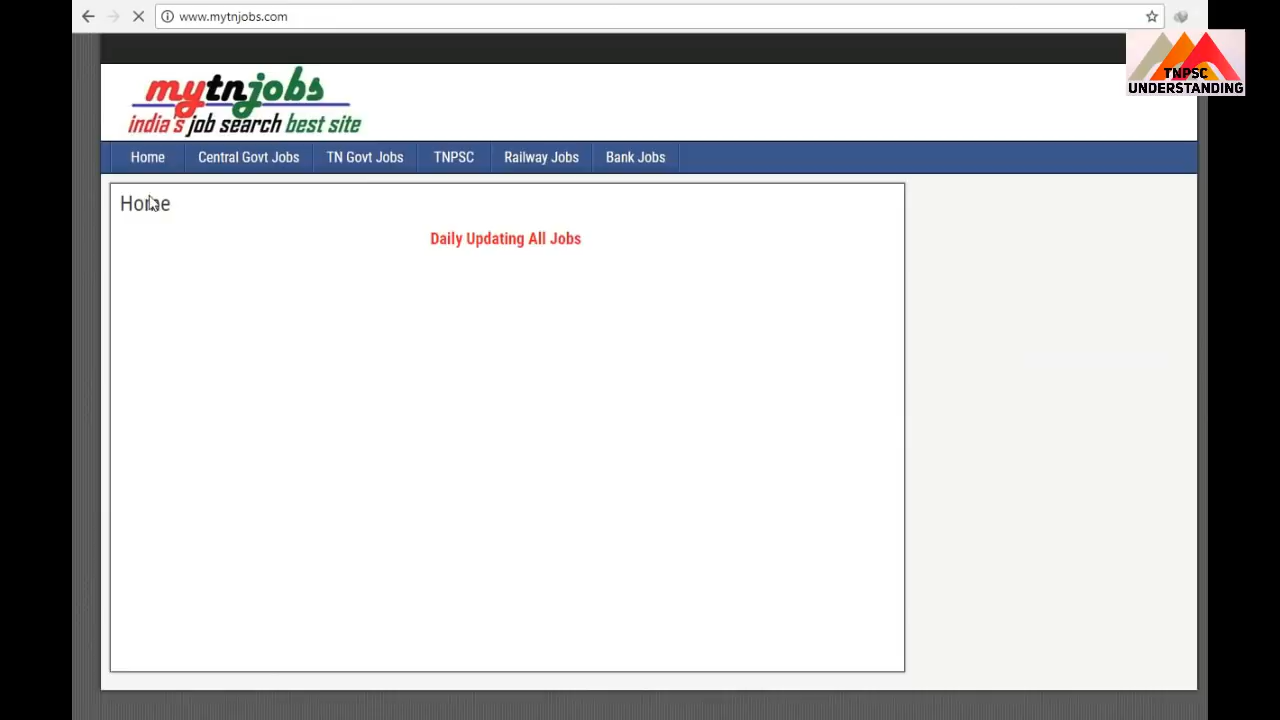 www.mytnjobs.com
TNPSC
UNDERSTANDING
mytnjobs
india's job search best site
Home
Central Govt Jobs
TN Govt Jobs
TNPSC
Railway Jobs
Bank Jobs
Home
Daily Updating All Jobs